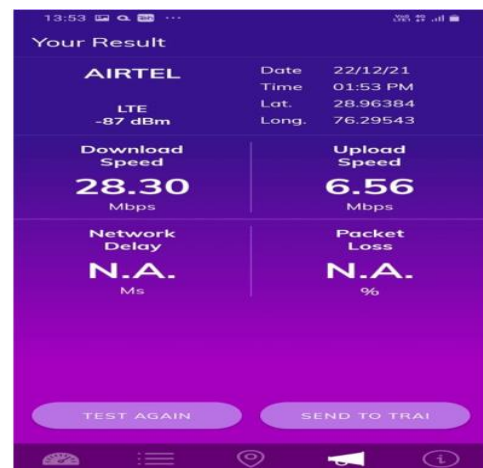 13:53
Your Result
AIRTEL
LTE
-87 dBm
Date 22/12/21
Time 01:53 PM
Lat. 28.96384
Long. 76.29543
Download Speed
28.30
Mbps
Upload Speed
6.56
Mbps
Network Delay
N.A.
Ms
Packet Loss
N.A.
%
TEST AGAIN
SEND TO TRAI